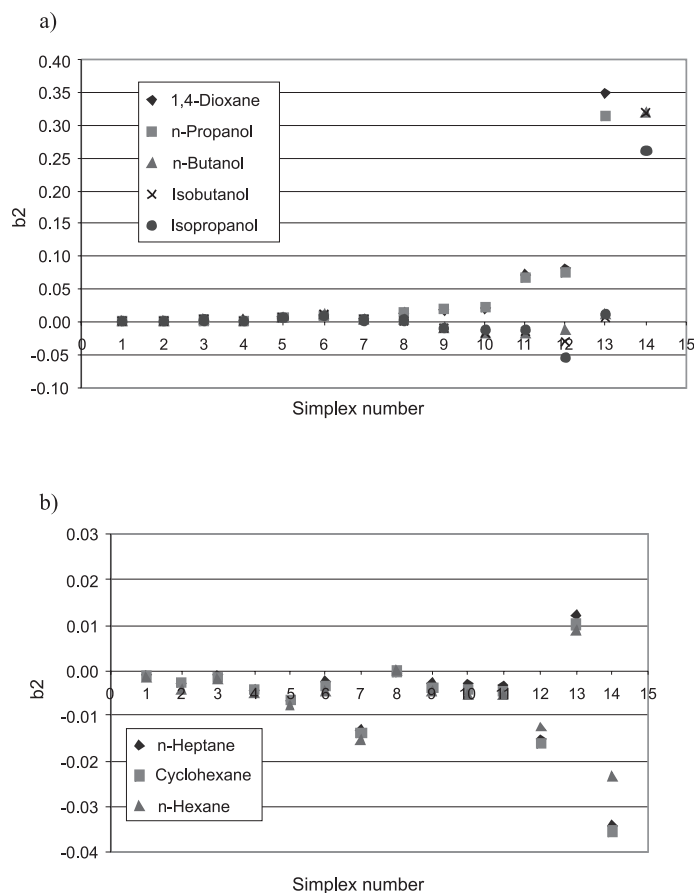 a)
0.40
0.35
0.30
0.25
0.20
0.15
0.10
0.05
0.00
-0.05
-0.10
b2
1,4-Dioxane
n-Propanol
n-Butanol
Isobutanol
Isopropanol
0 1 2 3 4 5 6 7 8 9 10 11 12 13 14 15
Simplex number
b)
0.03
0.02
0.01
0.00
-0.01
-0.02
-0.03
-0.04
b2
0 1 2 3 4 5 6 7 8 9 10 11 12 13 14 15
n-Heptane
Cyclohexane
n-Hexane
Simplex number